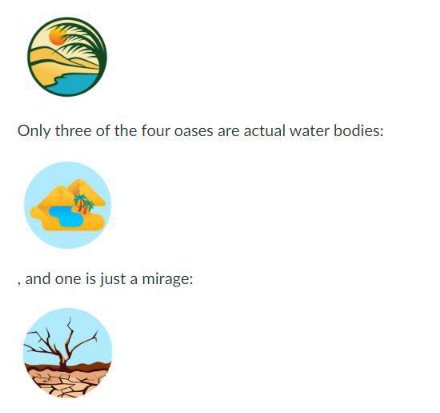 Only three of the four oases are actual water bodies:
, and one is just a mirage: